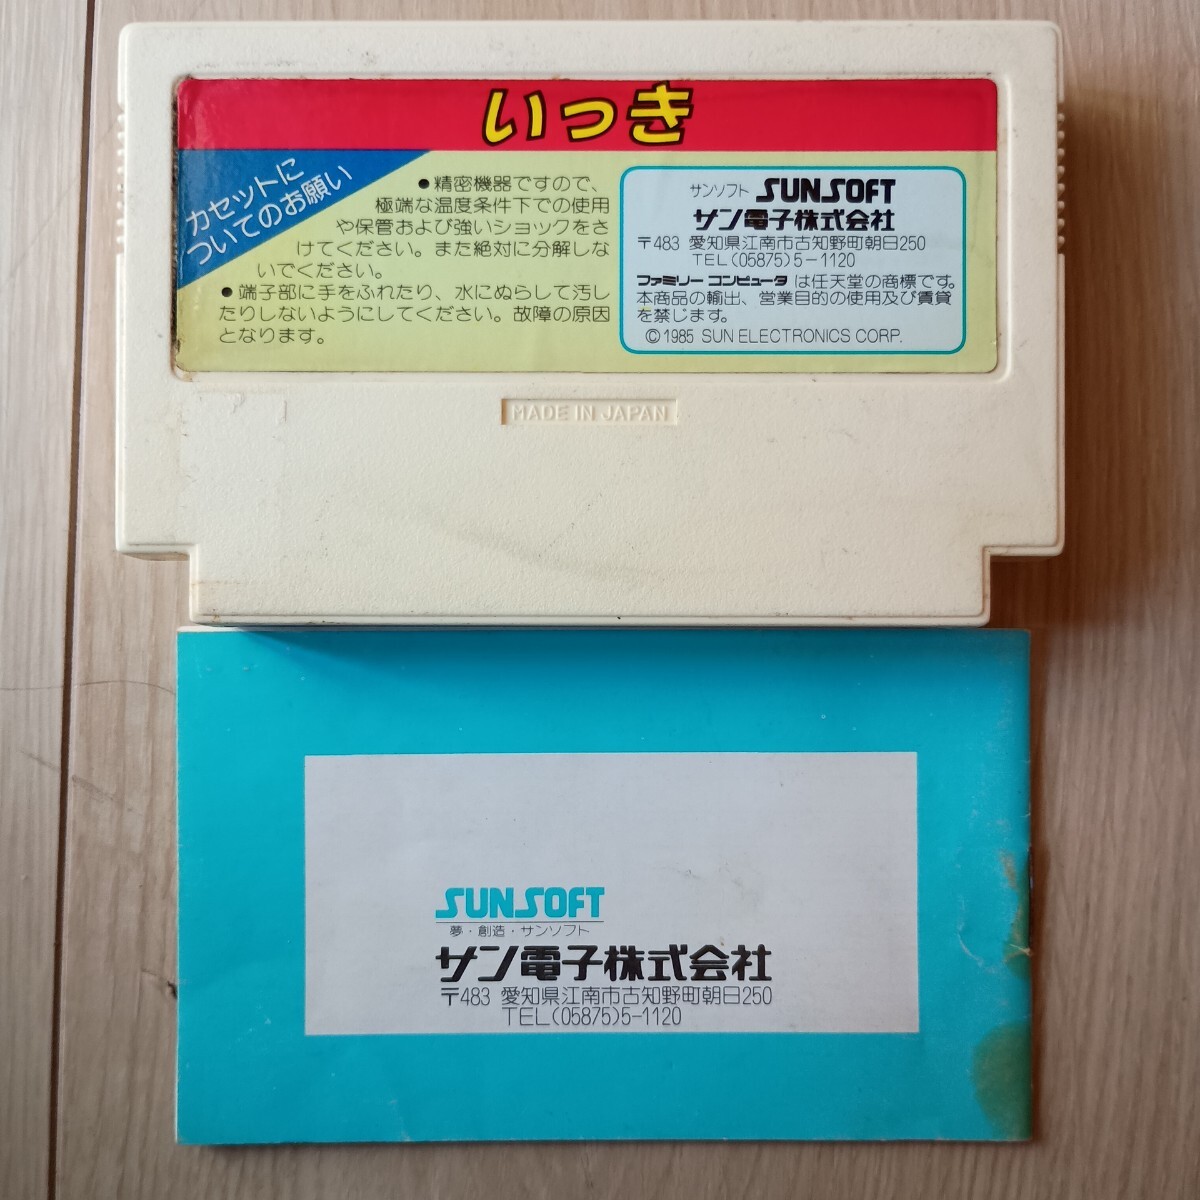 いっき
カセットに
ついてのお願い
●精密機器ですので、
極端な温度条件下での使用
や保管および強いショックをさ
けてください。また絶対に分解しな
いでください。
●端子部に手をふれたり、水にぬらして汚し
たりしないようにしてください。故障の原因
となります。
サンソフト SUNSOFT
サン電子株式会社
〒483 愛知県江南市古知野町朝日250
TEL(05875)5-1120
ファミリーコンピュータ は任天堂の商標です。
本商品の輸出、営業目的の使用及び賃貸
を禁じます。
©1985 SUN ELECTRONICS CORP.
MADE IN JAPAN
SUNSOFT
夢・創造・サンソフト
サン電子株式会社
〒483 愛知県江南市古知野町朝日250
TEL(05875)5-1120